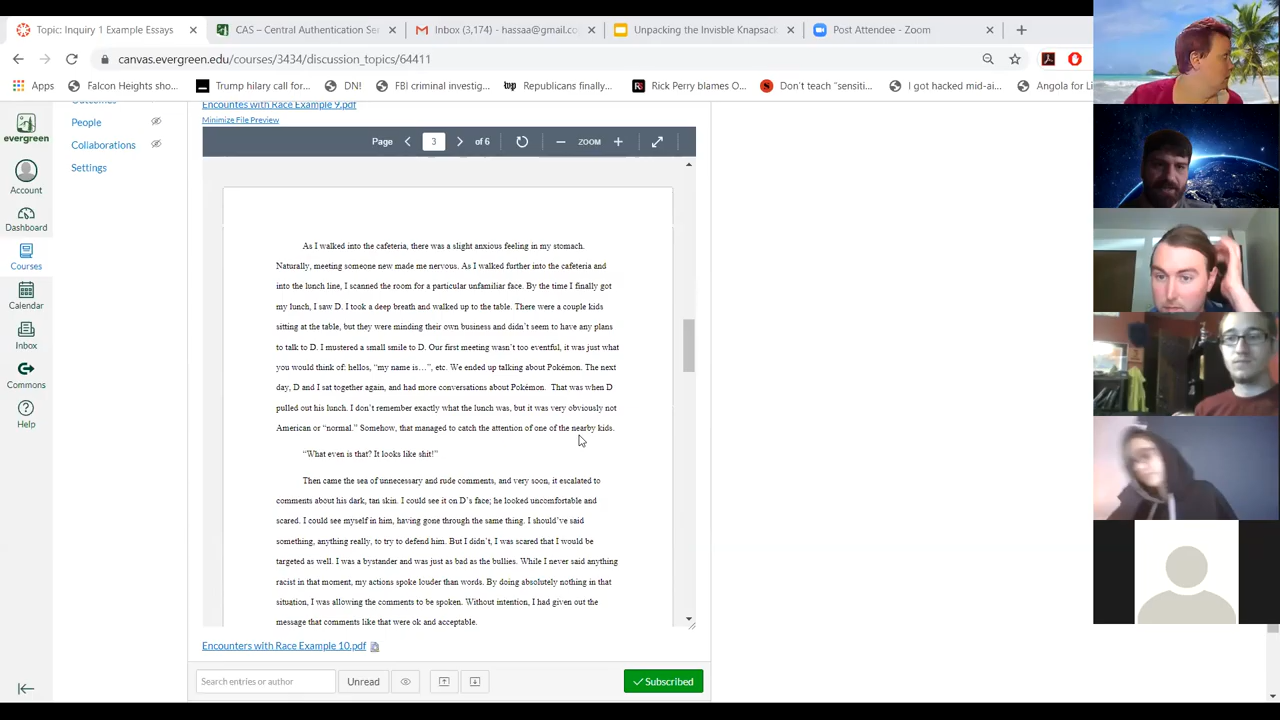 Topic: Inquiry 1 Example Essays
CAS – Central Authentication Ser
Inbox (3,174) - hassaa@gmail.co
Unpacking the Invisble Knapsack
Post Attendee - Zoom
canvas.evergreen.edu/courses/3434/discussion_topics/64411
Apps
Falcon Heights sho...
Trump hilary call for...
DN!
FBI criminal investig...
Republicans finally...
Rick Perry blames O...
Don't teach "sensiti...
I got hacked mid-ai...
Angola for Li
evergreen
Account
Dashboard
Courses
Calendar
Inbox
Commons
Help
People
Collaborations
Settings
Encountes with Race Example 9.pdf
Minimize File Preview
Page 3 of 6 ZOOM
As I walked into the cafeteria, there was a slight anxious feeling in my stomach.
Naturally, meeting someone new made me nervous. As I walked further into the cafeteria and
into the lunch line, I scanned the room for a particular unfamiliar face. By the time I finally got
my lunch, I saw D. I took a deep breath and walked up to the table. There were a couple kids
sitting at the table, but they were minding their own business and didn't seem to have any plans
to talk to D. I mustered a small smile to D. Our first meeting wasn't too eventful, it was just what
you would think of: hellos, "my name is…", etc. We ended up talking about Pokémon. The next
day, D and I sat together again, and had more conversations about Pokémon. That was when D
pulled out his lunch. I don't remember exactly what the lunch was, but it was very obviously not
American or "normal." Somehow, that managed to catch the attention of one of the nearby kids.
"What even is that? It looks like shit!"
Then came the sea of unnecessary and rude comments, and very soon, it escalated to
comments about his dark, tan skin. I could see it on D's face; he looked uncomfortable and
scared. I could see myself in him, having gone through the same thing. I should've said
something, anything really, to try to defend him. But I didn't, I was scared that I would be
targeted as well. I was a bystander and was just as bad as the bullies. While I never said anything
racist in that moment, my actions spoke louder than words. By doing absolutely nothing in that
situation, I was allowing the comments to be spoken. Without intention, I had given out the
message that comments like that were ok and acceptable.
Encounters with Race Example 10.pdf
Search entries or author
Unread
Subscribed